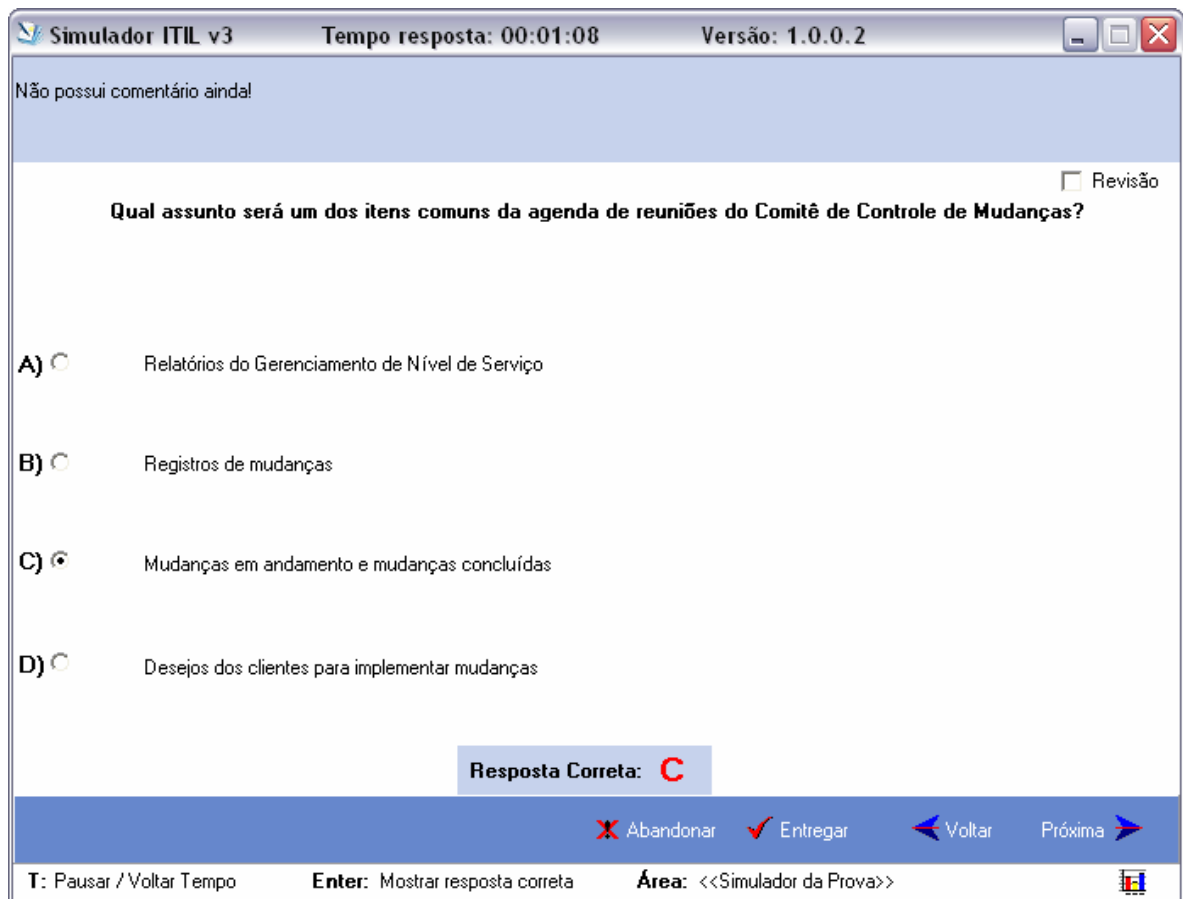 Simulador ITIL v3 Tempo resposta: 00:01:08 Versão: 1.0.0.2
Não possui comentário ainda!
Revisão
Qual assunto será um dos itens comuns da agenda de reuniões do Comitê de Controle de Mudanças?
A) Relatórios do Gerenciamento de Nível de Serviço
B) Registros de mudanças
C) Mudanças em andamento e mudanças concluídas
D) Desejos dos clientes para implementar mudanças
Resposta Correta: C
Abandonar Entregar Voltar Próxima
T: Pausar / Voltar Tempo Enter: Mostrar resposta correta Área: <<Simulador da Prova>>